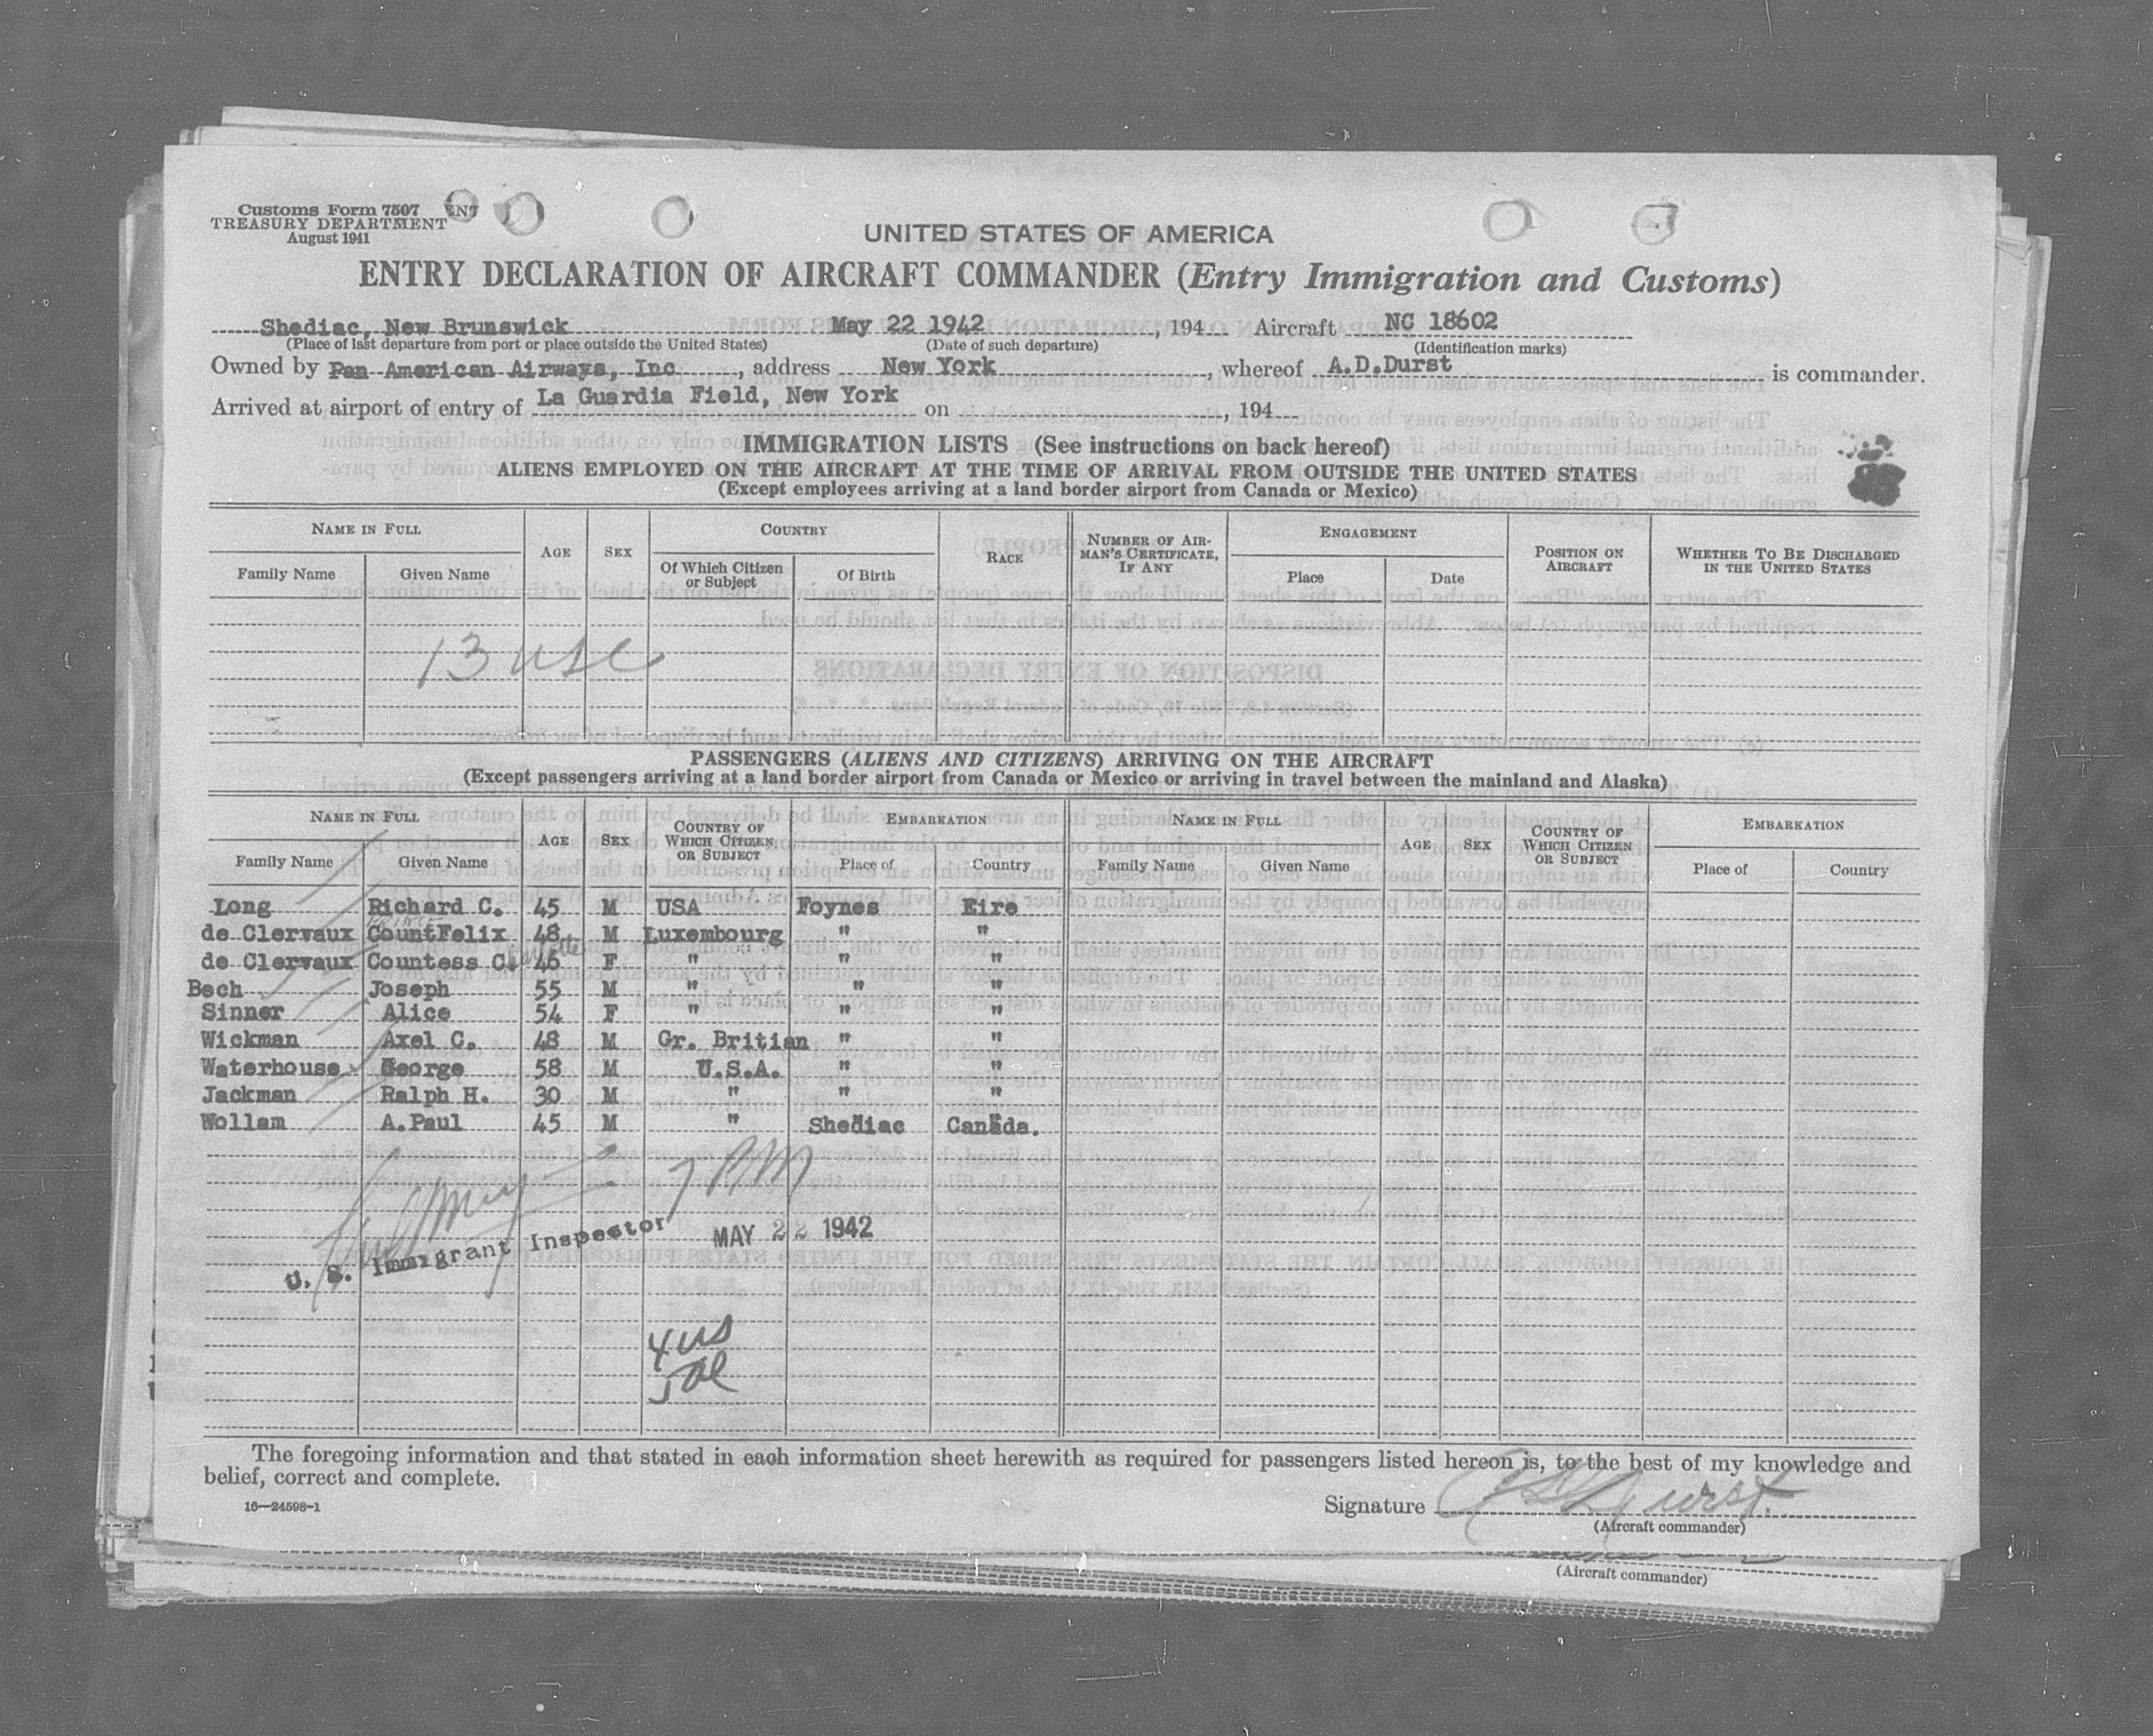 Customs Form 7507
TREASURY DEPARTMENT
August 1941
UNITED STATES OF AMERICA
ENTRY DECLARATION OF AIRCRAFT COMMANDER (Entry Immigration and Customs)
Shediac, New Brunswick May 22 1942, 194 Aircraft NC 18602
(Place of last departure from port or place outside the United States) (Date of such departure) (Identification marks)
Owned by Pan American Airways, Inc, address New York, whereof A.D.Durst is commander.
Arrived at airport of entry of La Guardia Field, New York on , 194
IMMIGRATION LISTS (See instructions on back hereof)
ALIENS EMPLOYED ON THE AIRCRAFT AT THE TIME OF ARRIVAL FROM OUTSIDE THE UNITED STATES
(Except employees arriving at a land border airport from Canada or Mexico)
NAME IN FULL AGE SEX COUNTRY RACE NUMBER OF AIRMAN'S CERTIFICATE, IF ANY ENGAGEMENT POSITION ON AIRCRAFT WHETHER TO BE DISCHARGED IN THE UNITED STATES
Family Name Given Name Of Which Citizen or Subject Of Birth Place Date
13 USC
PASSENGERS (ALIENS AND CITIZENS) ARRIVING ON THE AIRCRAFT
(Except passengers arriving at a land border airport from Canada or Mexico or arriving in travel between the mainland and Alaska)
NAME IN FULL AGE SEX COUNTRY OF WHICH CITIZEN OR SUBJECT EMBARKATION NAME IN FULL AGE SEX COUNTRY OF WHICH CITIZEN OR SUBJECT EMBARKATION
Family Name Given Name Place of Country Family Name Given Name Place of Country
Long Richard C. 45 M USA Foynes Eire
de Clervaux CountFelix 48 M Luxembourg " "
de Clervaux Countess C. 46 F " " "
Bech Joseph 55 M " " "
Sinner Alice 54 F " " "
Wickman Axel C. 48 M Gr. Britian " "
Waterhouse George 58 M U.S.A. " "
Jackman Ralph H. 30 M " " "
Wollam A.Paul 45 M " Shediac Canada.
7 PM
U. S. Immigrant Inspector MAY 22 1942
4 US
5 al
The foregoing information and that stated in each information sheet herewith as required for passengers listed hereon is, to the best of my knowledge and
belief, correct and complete.
16—24598-1
Signature A D Durst.
(Aircraft commander)
(Aircraft commander)